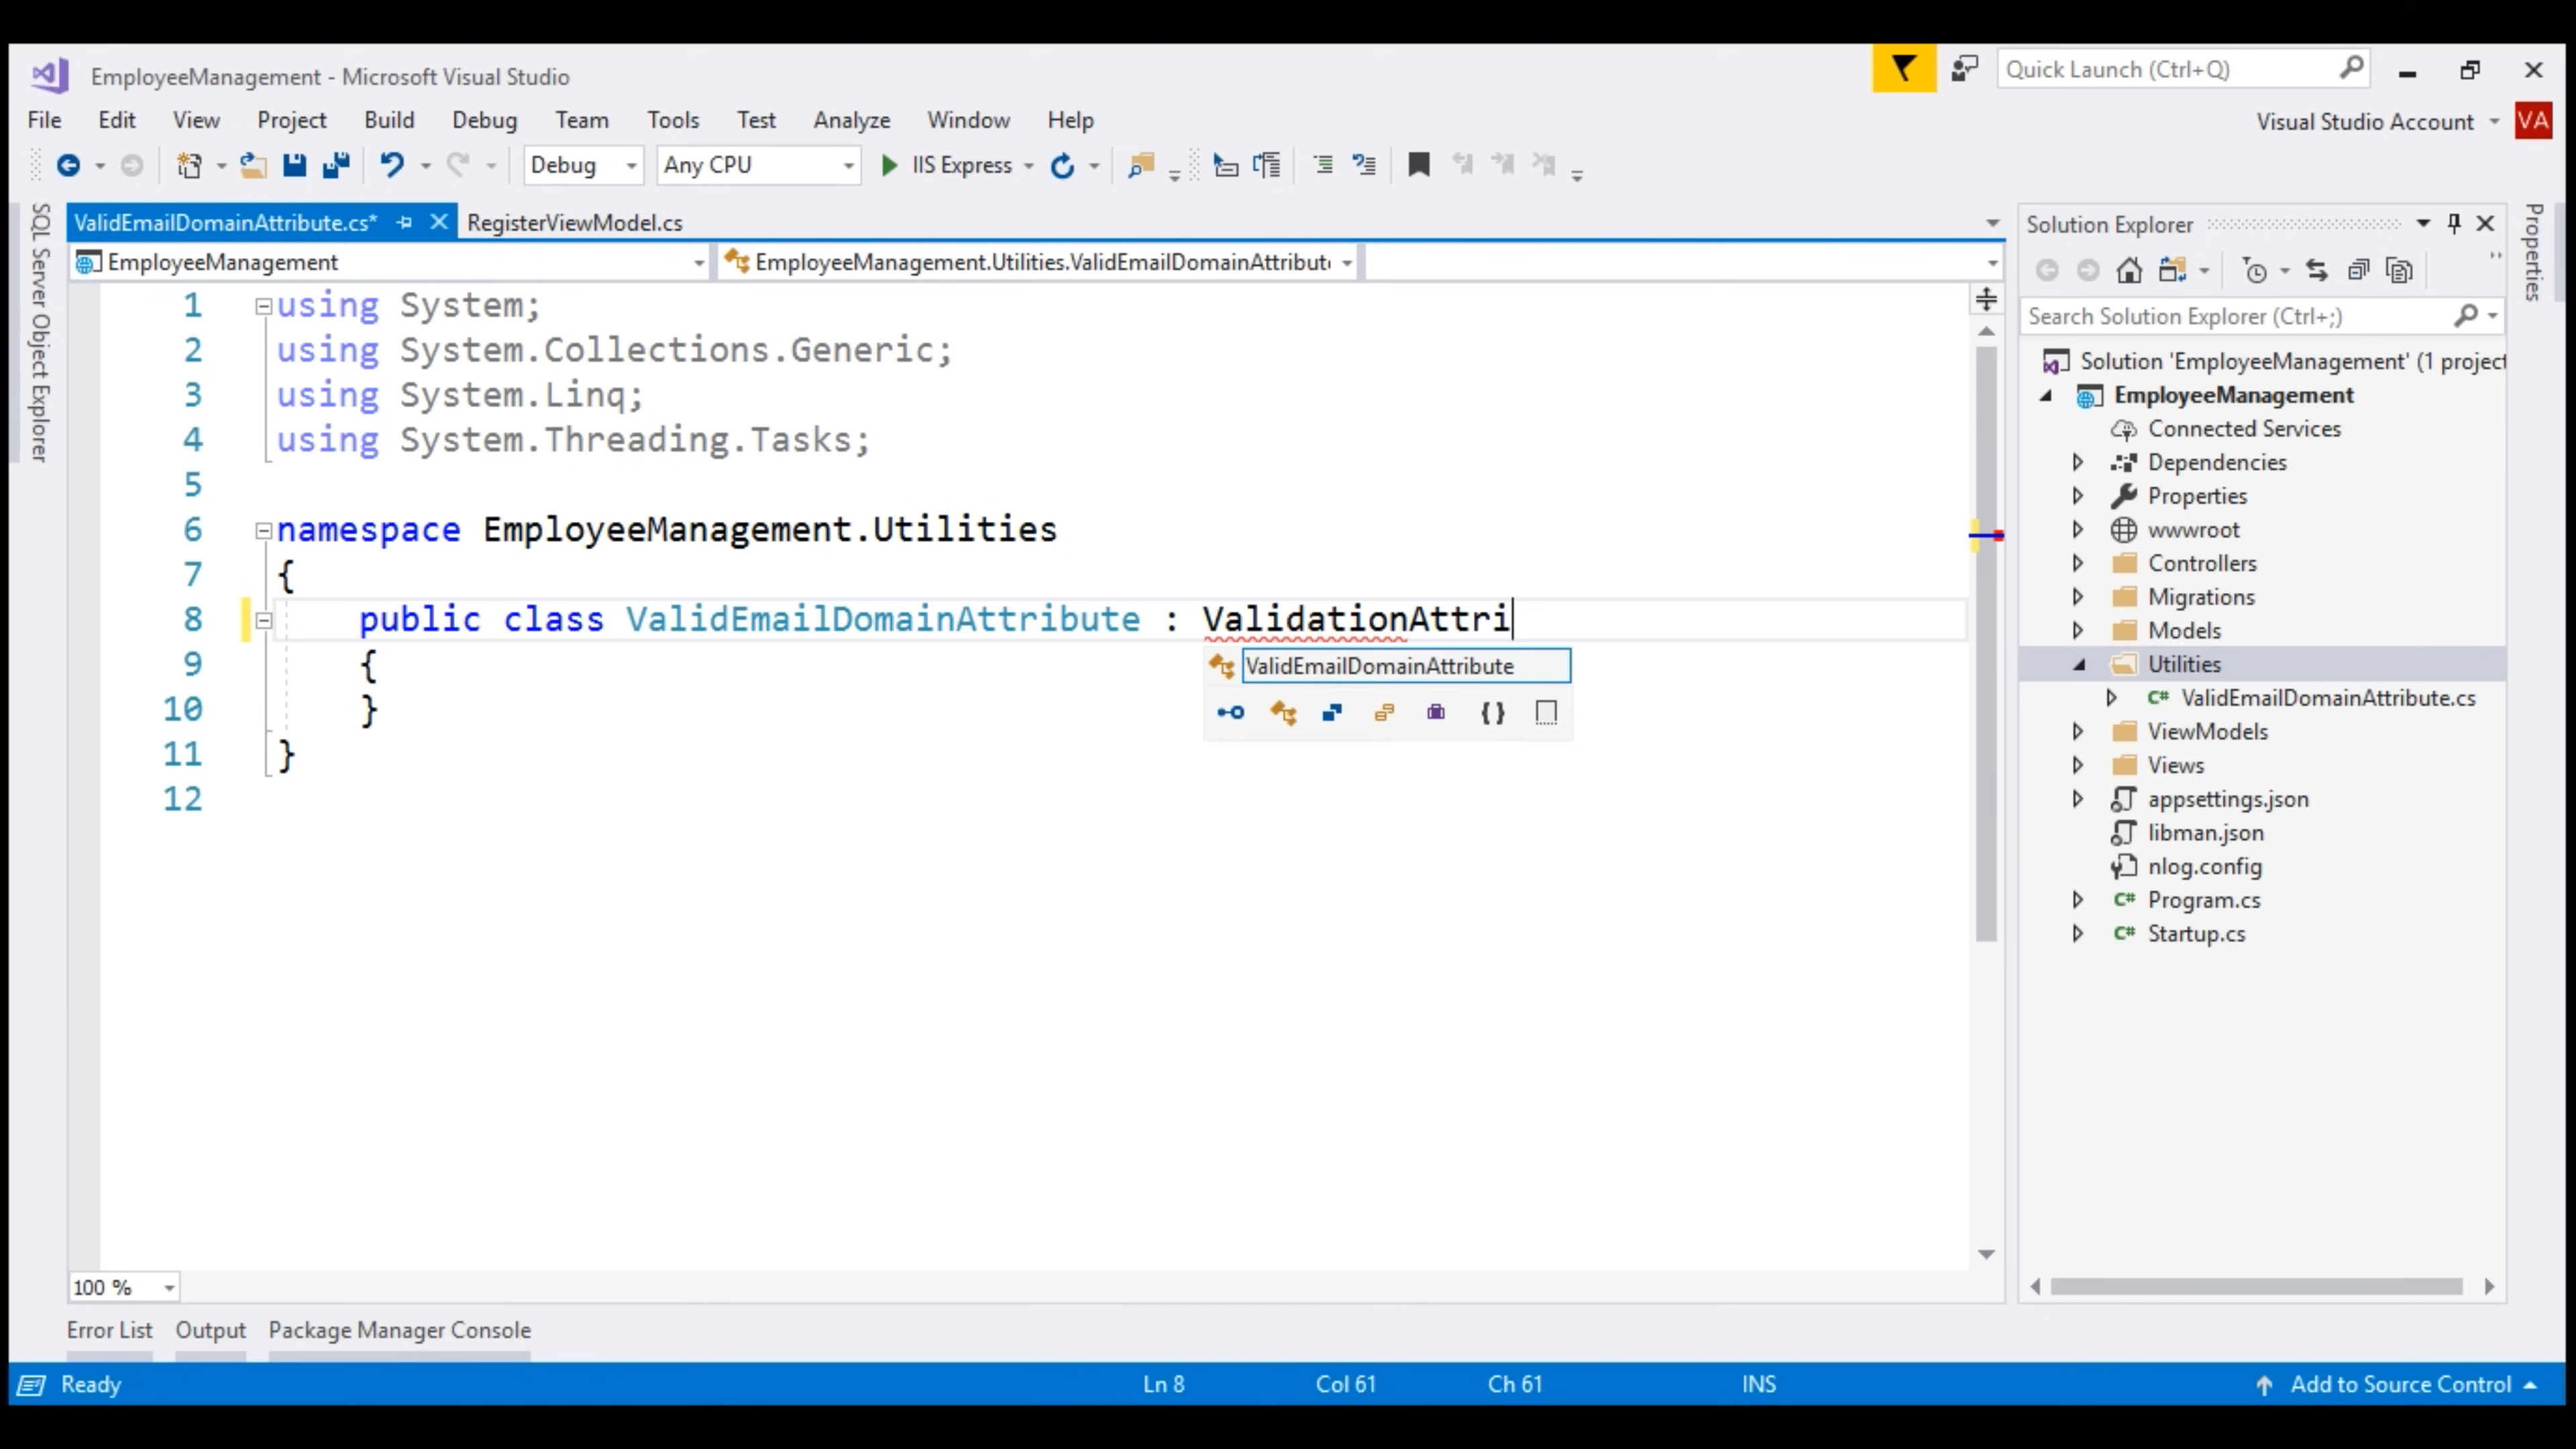 EmployeeManagement - Microsoft Visual Studio
Quick Launch (Ctrl+Q)
File Edit View Project Build Debug Team Tools Test Analyze Window Help
Visual Studio Account VA
Debug Any CPU IIS Express
SQL Server Object Explorer
ValidEmailDomainAttribute.cs* RegisterViewModel.cs
EmployeeManagement EmployeeManagement.Utilities.ValidEmailDomainAttribut
1 using System;
2 using System.Collections.Generic;
3 using System.Linq;
4 using System.Threading.Tasks;
5
6 namespace EmployeeManagement.Utilities
7 {
8 public class ValidEmailDomainAttribute : ValidationAttri
ValidEmailDomainAttribute
9 {
10 }
11 }
12
100 %
Solution Explorer
Search Solution Explorer (Ctrl+;)
Solution 'EmployeeManagement' (1 project
EmployeeManagement
Connected Services
Dependencies
Properties
wwwroot
Controllers
Migrations
Models
Utilities
C# ValidEmailDomainAttribute.cs
ViewModels
Views
appsettings.json
libman.json
nlog.config
C# Program.cs
C# Startup.cs
Properties
Error List Output Package Manager Console
Ready Ln 8 Col 61 Ch 61 INS Add to Source Control